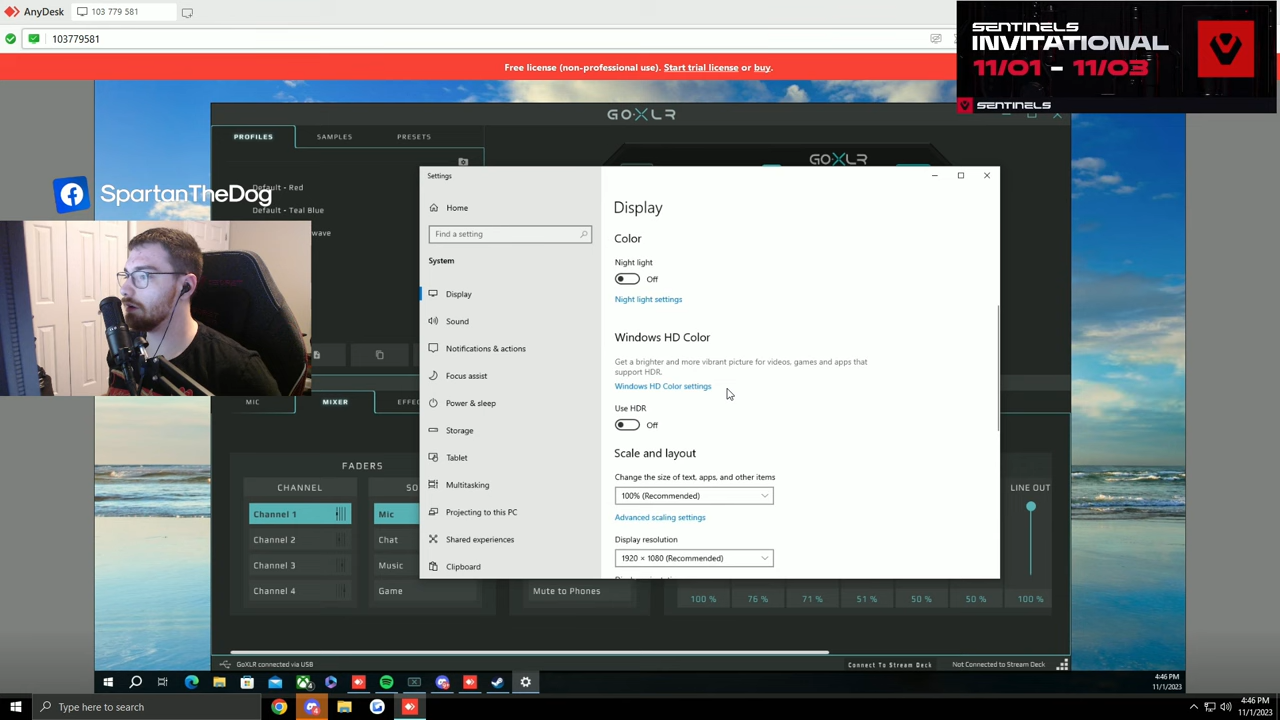 AnyDesk
103 779 581
103779581
Free license (non-professional use). Start trial license or buy.
SENTINELS
INVITATIONAL
11/01 - 11/03
SENTINELS
GO XLR
PROFILES
SAMPLES
PRESETS
GO XLR
Default - Red
Default - Teal Blue
wave
SpartanTheDog
Settings
Home
Find a setting
System
Display
Sound
Notifications & actions
Focus assist
Power & sleep
Storage
Tablet
Multitasking
Projecting to this PC
Shared experiences
Clipboard
Display
Color
Night light
Off
Night light settings
Windows HD Color
Get a brighter and more vibrant picture for videos, games and apps that
support HDR.
Windows HD Color settings
Use HDR
Off
Scale and layout
Change the size of text, apps, and other items
100% (Recommended)
Advanced scaling settings
Display resolution
1920 × 1080 (Recommended)
MIC
MIXER
EFFE
FADERS
CHANNEL
SO
Channel 1
Mic
Channel 2
Chat
Channel 3
Music
Channel 4
Game
Mute to Phones
LINE OUT
100 %
76 %
71 %
51 %
50 %
50 %
100 %
GoXLR connected via USB
Connect To Stream Deck
Not Connected to Stream Deck
4:46 PM
11/1/2023
Type here to search
4:46 PM
11/1/2023